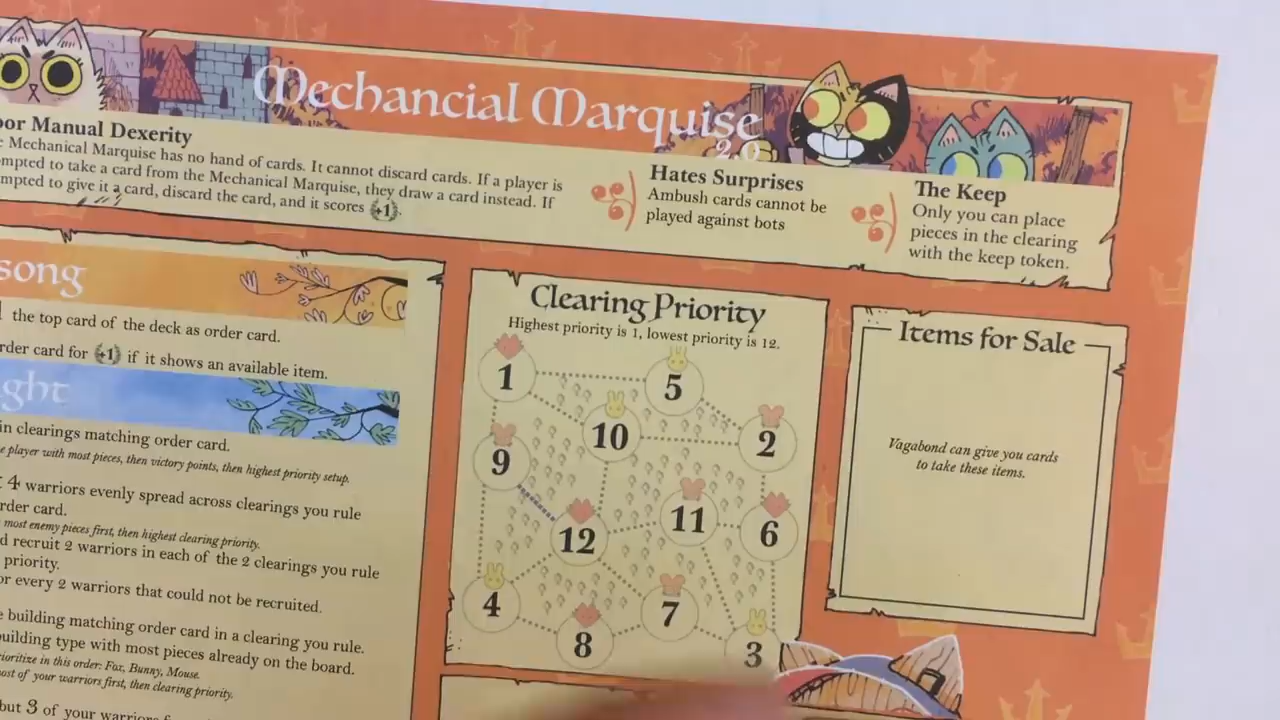 Mechancial Marquise
2.0
oor Manual Dexerity
Mechanical Marquise has no hand of cards. It cannot discard cards. If a player is
ompted to take a card from the Mechanical Marquise, they draw a card instead. If
mpted to give it a card, discard the card, and it scores +1.
Hates Surprises
Ambush cards cannot be
played against bots
The Keep
Only you can place
pieces in the clearing
with the keep token.
song
the top card of the deck as order card.
rder card for +1 if it shows an available item.
ght
in clearings matching order card.
e player with most pieces, then victory points, then highest priority setup.
4 warriors evenly spread across clearings you rule
rder card.
most enemy pieces first, then highest clearing priority.
d recruit 2 warriors in each of the 2 clearings you rule
priority.
or every 2 warriors that could not be recruited.
e building matching order card in a clearing you rule.
uilding type with most pieces already on the board.
rioritize in this order: Fox, Bunny, Mouse.
ost of your warriors first, then clearing priority.
but 3 of your warriors
Clearing Priority
Highest priority is 1, lowest priority is 12.
1
5
10
2
9
12
11
6
4
8
7
3
Items for Sale
Vagabond can give you cards
to take these items.